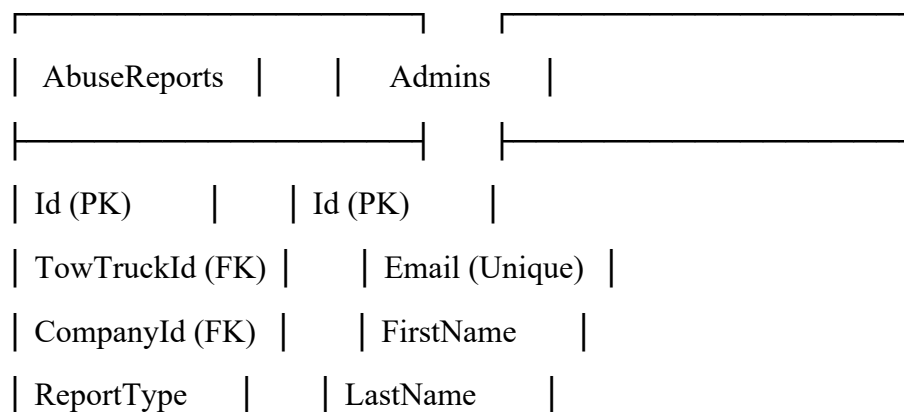 ┌─────────────────┐ ┌─────────────────
│ AbuseReports │ │ Admins │
├─────────────────┤ ├─────────────────
│ Id (PK) │ │ Id (PK) │
│ TowTruckId (FK) │ │ Email (Unique) │
│ CompanyId (FK) │ │ FirstName │
│ ReportType │ │ LastName │